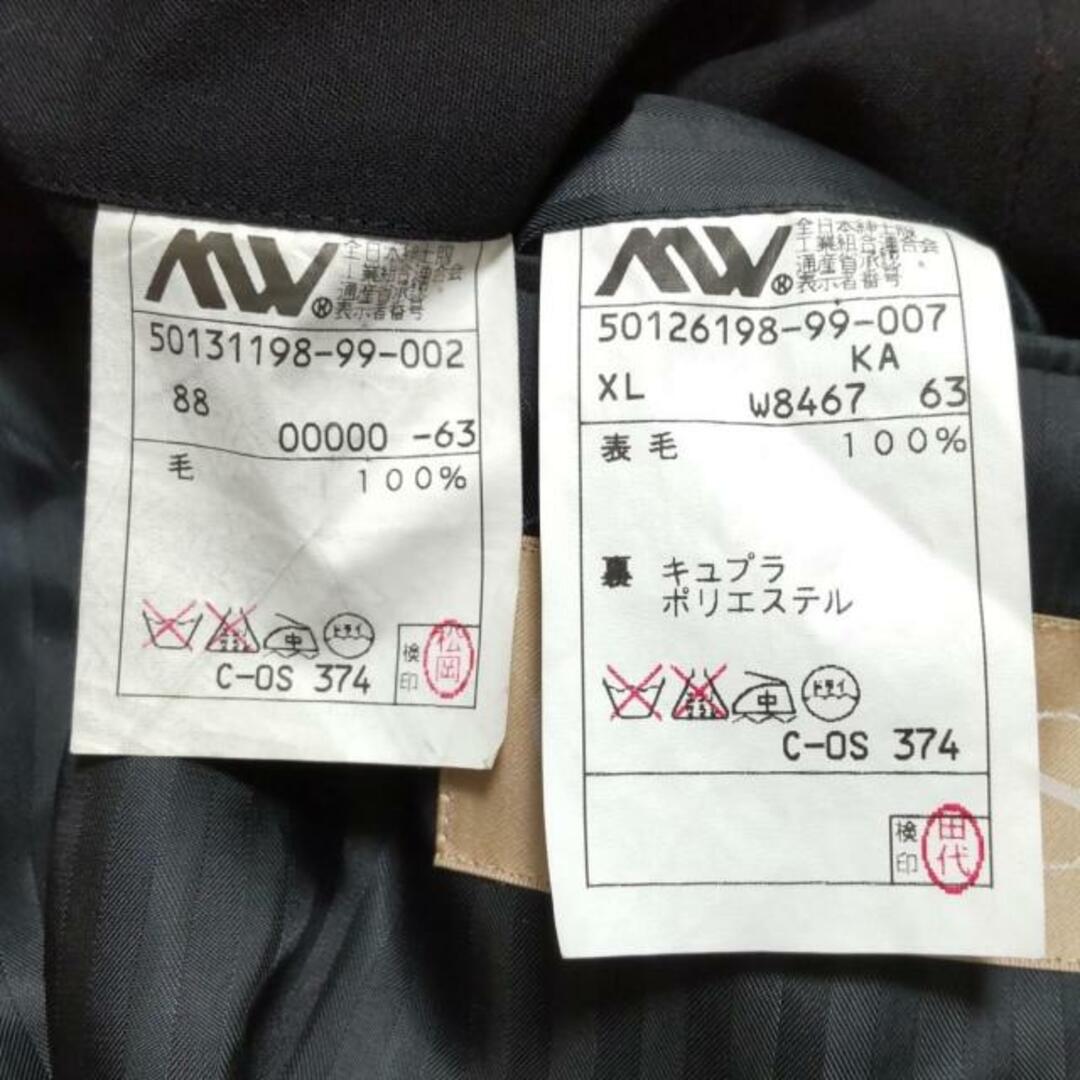 MW®
全日本紳士服
工業組合連合会
通産省承認
表示者番号
50131198-99-002
88
00000 -63
毛
100%
中 ドライ
C-OS 374
検印
松岡
MW®
全日本紳士服
工業組合連合会
通産省承認
表示者番号
50126198-99-007
KA
XL W8467 63
表 毛 100%
裏 キュプラ
ポリエステル
中 ドライ
C-OS 374
検印
田代